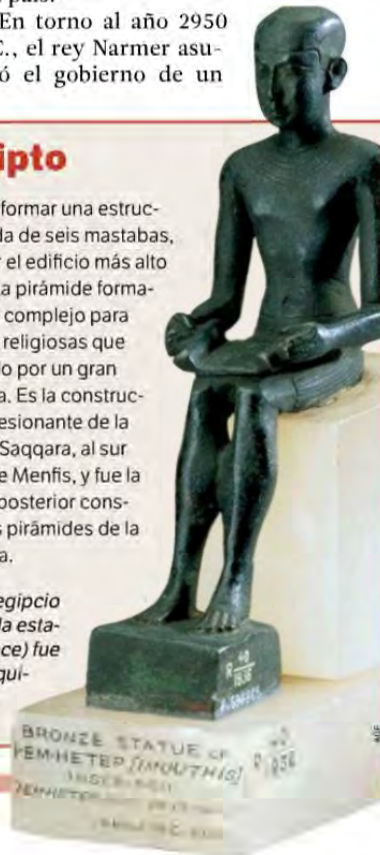 país.
En torno al año 2950
C., el rey Narmer asu-
ó el gobierno de un
ipto
formar una estruc-
da de seis mastabas,
r el edificio más alto
a pirámide forma-
complejo para
religiosas que
do por un gran
a. Es la construc-
esionante de la
Saqqara, al sur
e Menfis, y fue la
posterior cons-
s pirámides de la
a.
egipcio
la esta-
ce) fue
qui-
R 40
1936
BRONZE STATUE OF
[IMOUTHIS] R 40
1936